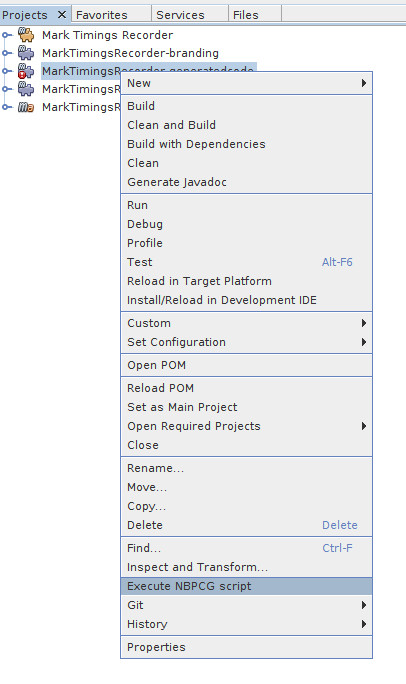 Projects Favorites Services Files
Mark Timings Recorder
MarkTimingsRecorder-branding
MarkTimingsRecorder-generatedcode
MarkTimingsR
MarkTimingsR
New
Build
Clean and Build
Build with Dependencies
Clean
Generate Javadoc
Run
Debug
Profile
Test Alt-F6
Reload in Target Platform
Install/Reload in Development IDE
Custom
Set Configuration
Open POM
Reload POM
Set as Main Project
Open Required Projects
Close
Rename...
Move...
Copy...
Delete Delete
Find... Ctrl-F
Inspect and Transform...
Execute NBPCG script
Git
History
Properties